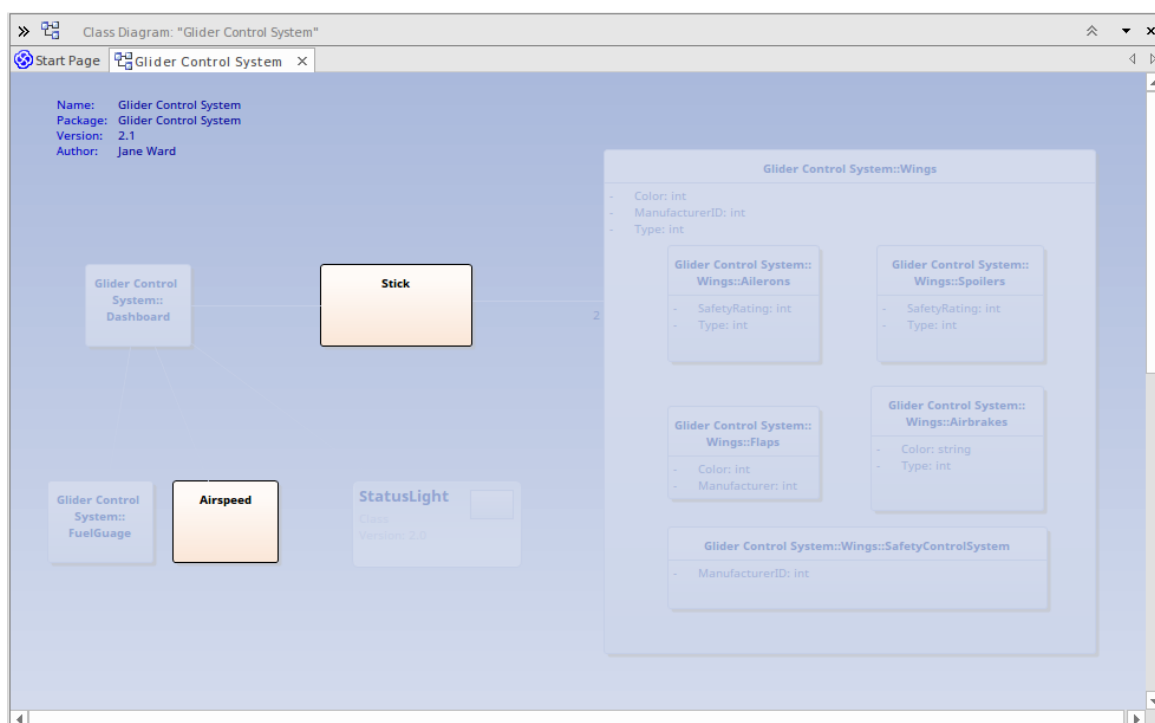 Class Diagram: "Glider Control System"
Start Page
Glider Control System
Name: Glider Control System
Package: Glider Control System
Version: 2.1
Author: Jane Ward
Glider Control System::Wings
- Color: int
- ManufacturerID: int
- Type: int
Glider Control
System::
Dashboard
Stick
2
Glider Control System::
Wings::Ailerons
- SafetyRating: int
- Type: int
Glider Control System::
Wings::Spoilers
- SafetyRating: int
- Type: int
Glider Control System::
Wings::Flaps
- Color: int
- Manufacturer: int
Glider Control System::
Wings::Airbrakes
- Color: string
- Type: int
Glider Control
System::
FuelGuage
Airspeed
StatusLight
Class
Version: 2.0
Glider Control System::Wings::SafetyControlSystem
- ManufacturerID: int